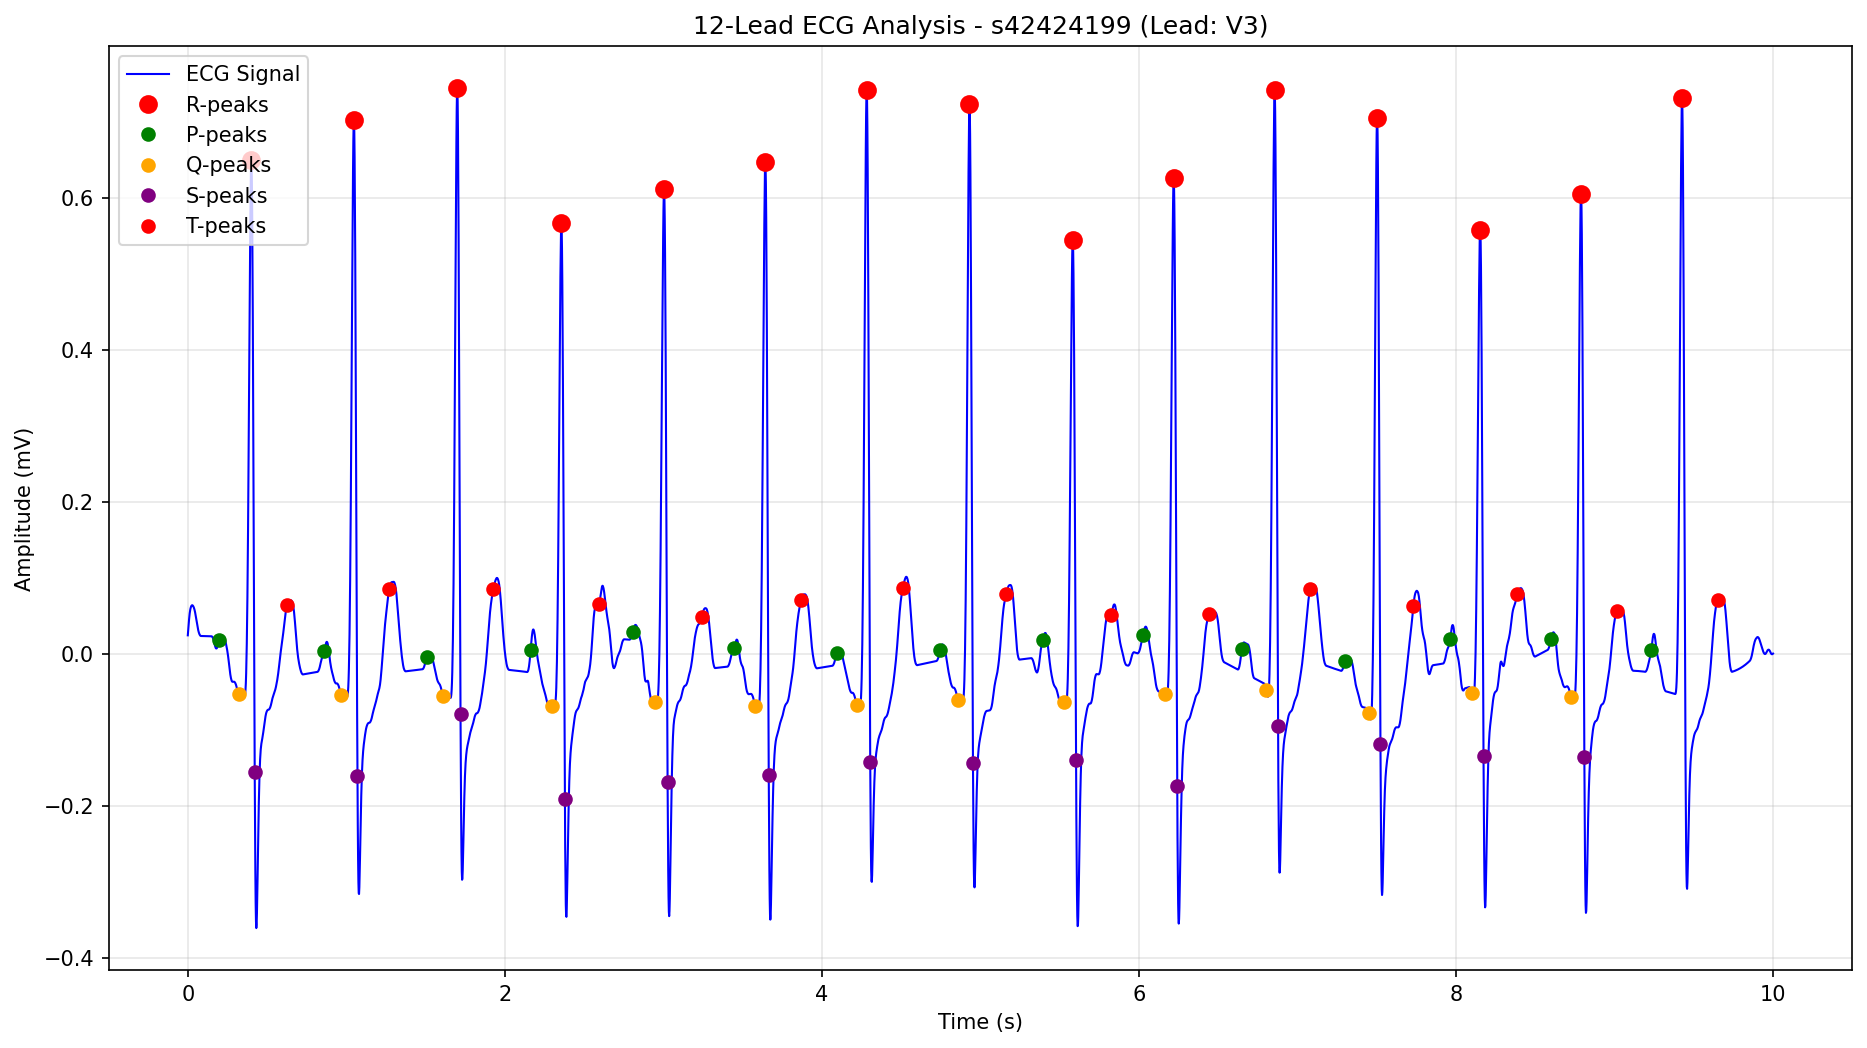 12-Lead ECG Analysis - s42424199 (Lead: V3)
ECG Signal
R-peaks
P-peaks
Q-peaks
S-peaks
T-peaks
Amplitude (mV)
0.6
0.4
0.2
0.0
−0.2
−0.4
0 2 4 6 8 10
Time (s)